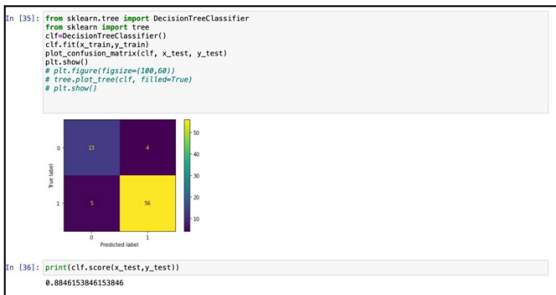 In [35]: from sklearn.tree import DecisionTreeClassifier
from sklearn import tree
clf=DecisionTreeClassifier()
clf.fit(x_train,y_train)
plot_confusion_matrix(clf, x_test, y_test)
plt.show()
# plt.figure(figsize=(100,60))
# tree.plot_tree(clf, filled=True)
# plt.show()
13 4
5 56
0
1
True label
0 1
Predicted label
50
40
30
20
10
In [36]: print(clf.score(x_test,y_test))
0.8846153846153846